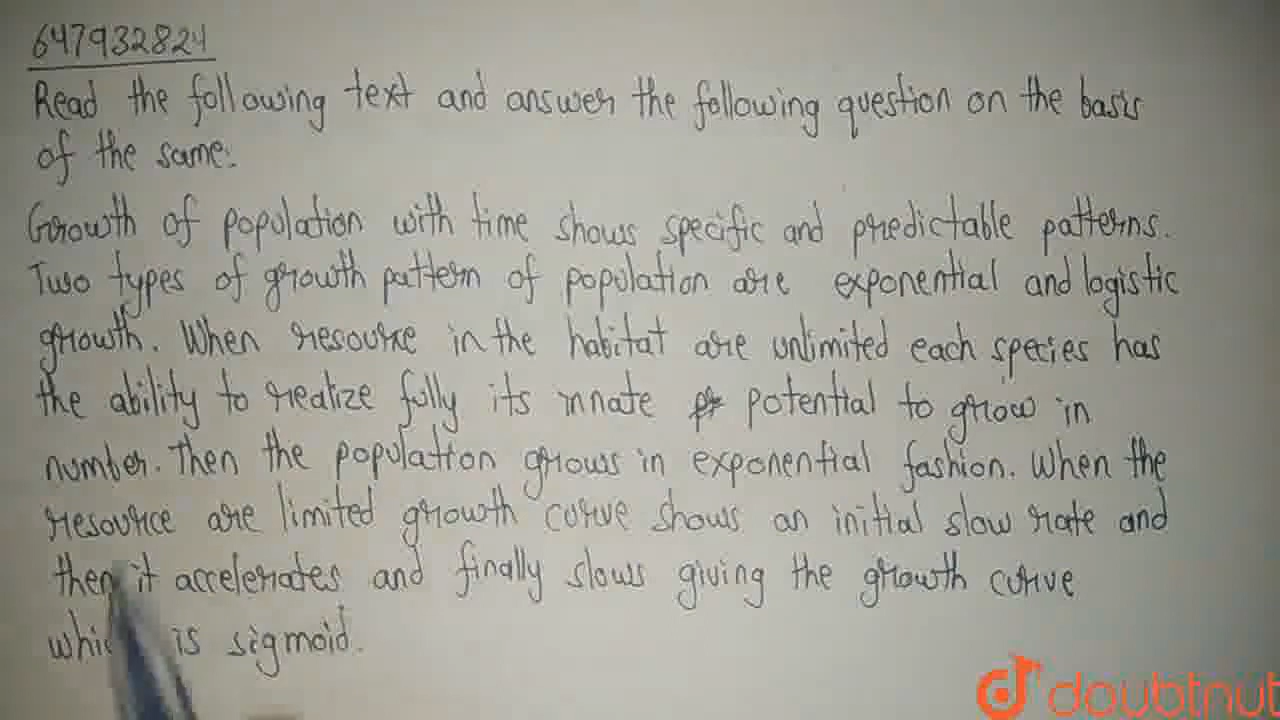 647932824
Read the following text and answer the following question on the basis
of the same:
Growth of population with time shows specific and predictable patterns.
Two types of growth pattern of population are exponential and logistic
growth. When resource in the habitat are unlimited each species has
the ability to realize fully its innate potential to grow in
number. Then the population grows in exponential fashion. When the
resource are limited growth curve shows an initial slow rate and
then it accelerates and finally slows giving the growth curve
is sigmoid.
doubtnut